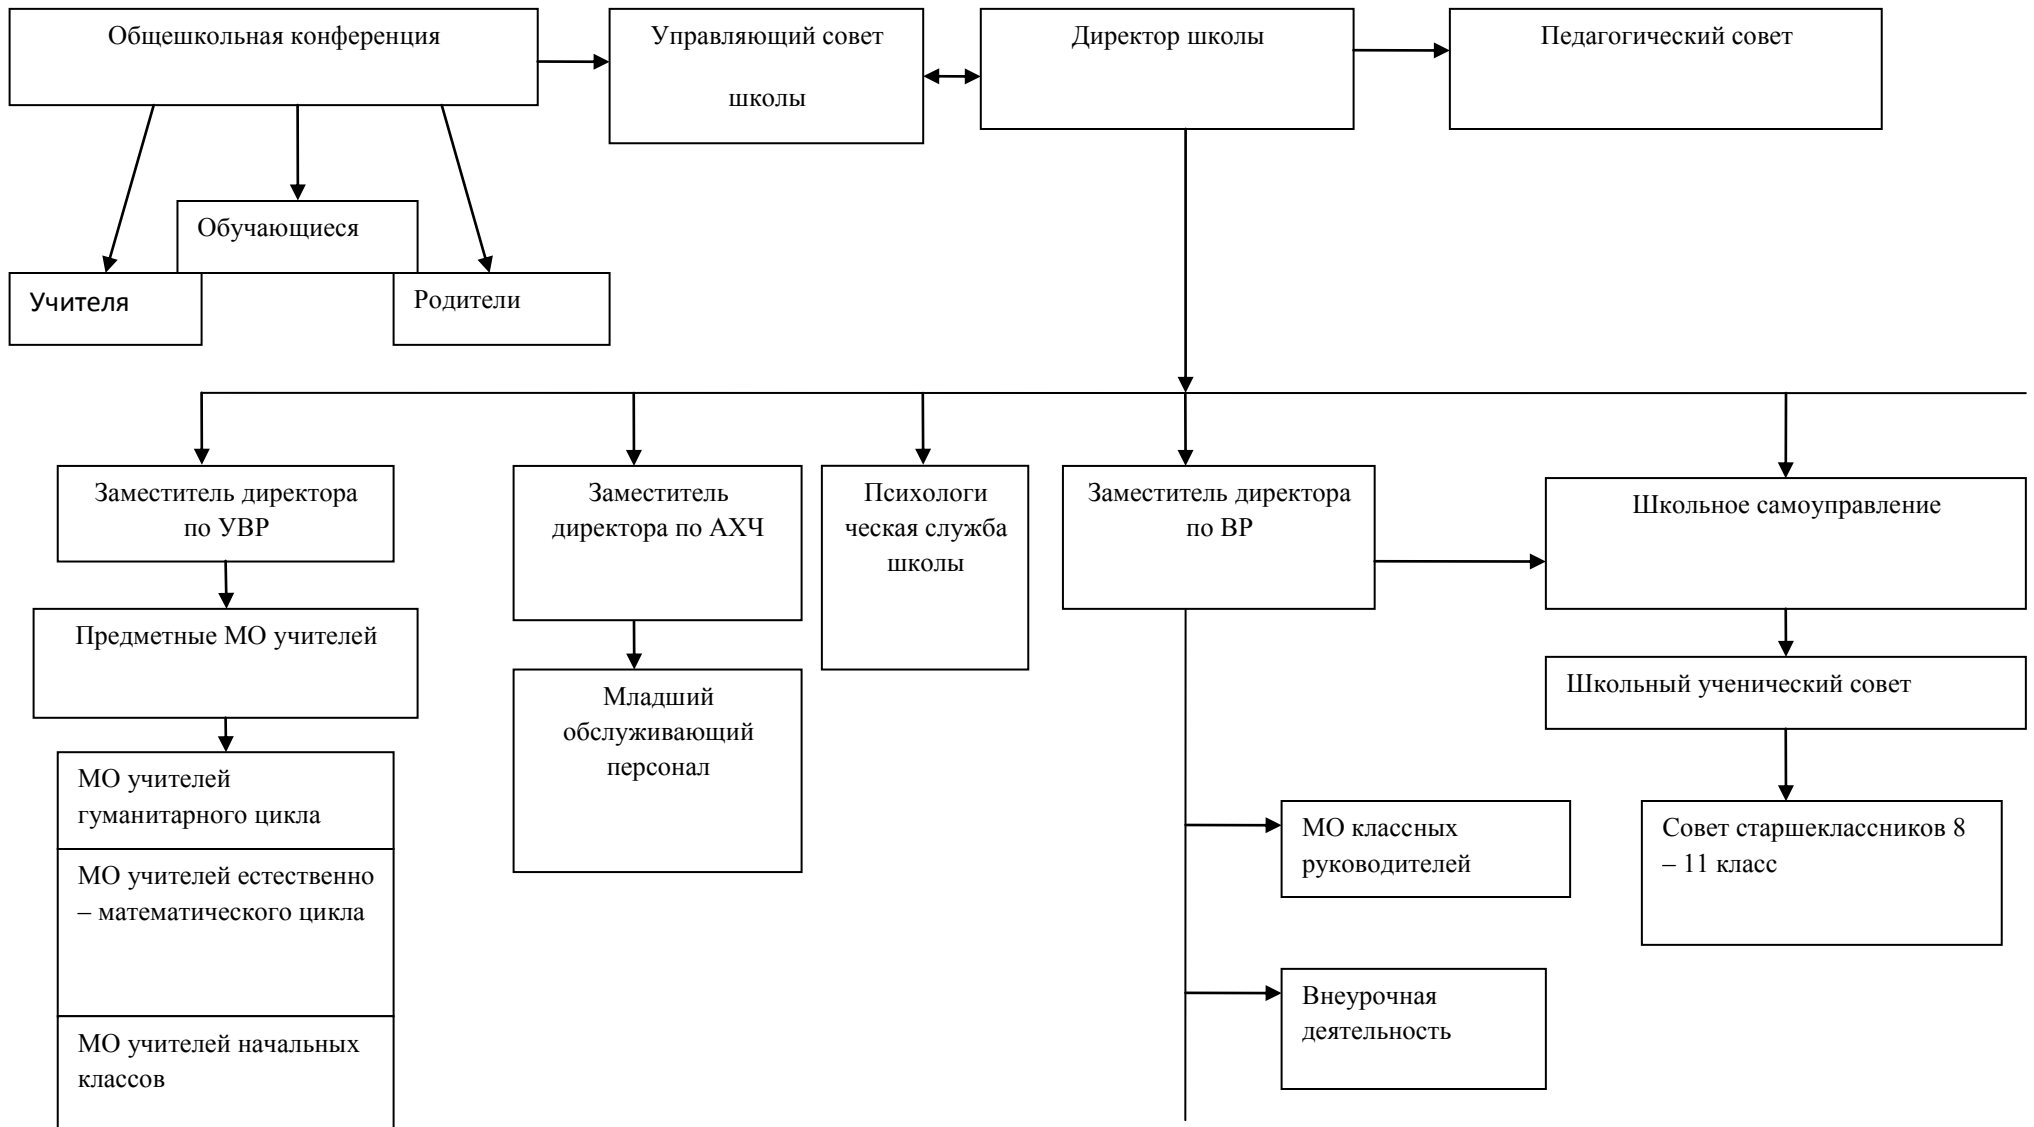 Общешкольная конференция
Управляющий совет
школы
Директор школы
Педагогический совет
Обучающиеся
Учителя
Родители
Заместитель директора
по УВР
Заместитель
директора по АХЧ
Психологи
ческая служба
школы
Заместитель директора
по ВР
Школьное самоуправление
Предметные МО учителей
Младший
обслуживающий
персонал
Школьный ученический совет
МО учителей
гуманитарного цикла
МО учителей естественно
– математического цикла
МО учителей начальных
классов
МО классных
руководителей
Внеурочная
деятельность
Совет старшеклассников 8
– 11 класс